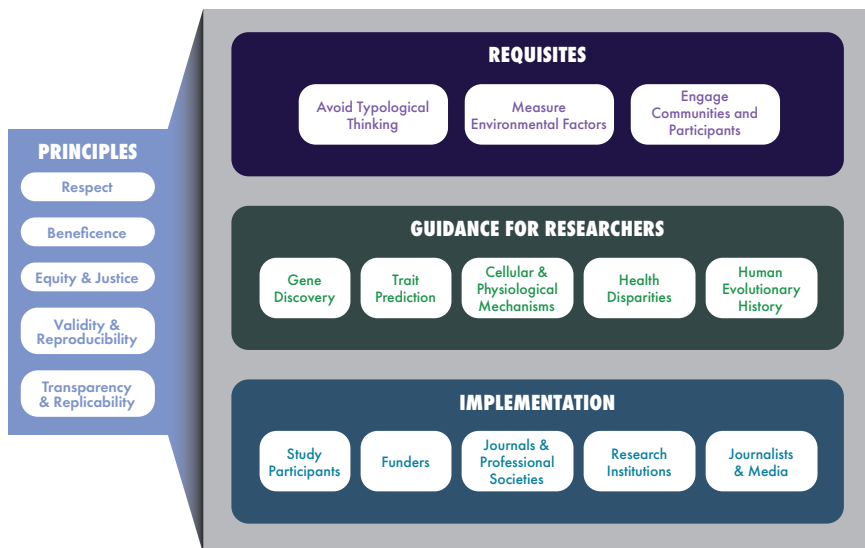 PRINCIPLES
Respect
Beneficence
Equity & Justice
Validity &
Reproducibility
Transparency
& Replicability
REQUISITES
Avoid Typological
Thinking
Measure
Environmental Factors
Engage
Communities and
Participants
GUIDANCE FOR RESEARCHERS
Gene
Discovery
Trait
Prediction
Cellular &
Physiological
Mechanisms
Health
Disparities
Human
Evolutionary
History
IMPLEMENTATION
Study
Participants
Funders
Journals &
Professional
Societies
Research
Institutions
Journalists
& Media